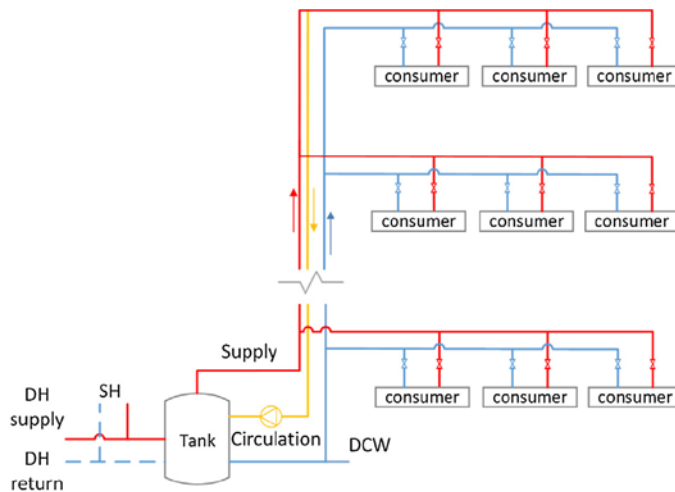 consumer consumer consumer
consumer consumer consumer
Supply
DH supply
SH
consumer consumer consumer
Tank
Circulation
DCW
DH return